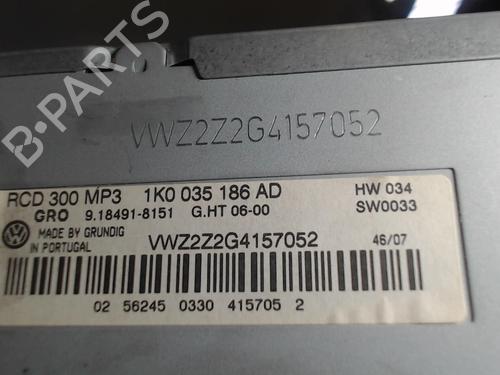 B-PARTS
VWZ2Z2G4157052
RCD 300 MP3 1K0 035 186 AD HW 034
GRO 9.18491-8151 G.HT 06-00 SW0033
MADE BY GRUNDIG
IN PORTUGAL
VWZ2Z2G4157052 46/07
02 56245 0330 415705 2